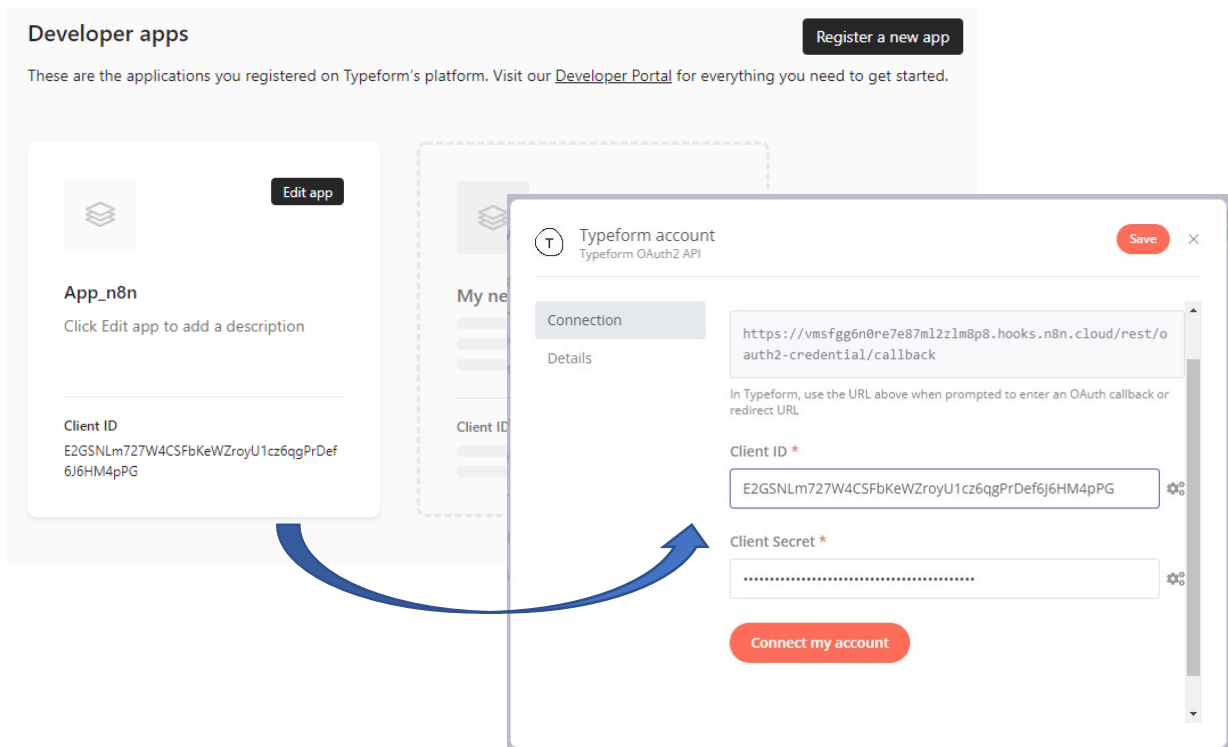 Developer apps
Register a new app
These are the applications you registered on Typeform's platform. Visit our Developer Portal for everything you need to get started.
Edit app
App_n8n
Click Edit app to add a description
Client ID
E2GSNLm727W4CSFbKeWZroyU1cz6qgPrDef
6J6HM4pPG
My ne
Client ID
T
Typeform account
Typeform OAuth2 API
Save
Connection
Details
https://vmsfgg6n0re7e87ml2zlm8p8.hooks.n8n.cloud/rest/o
auth2-credential/callback
In Typeform, use the URL above when prompted to enter an OAuth callback or
redirect URL
Client ID *
E2GSNLm727W4CSFbKeWZroyU1cz6qgPrDef6J6HM4pPG
Client Secret *
Connect my account